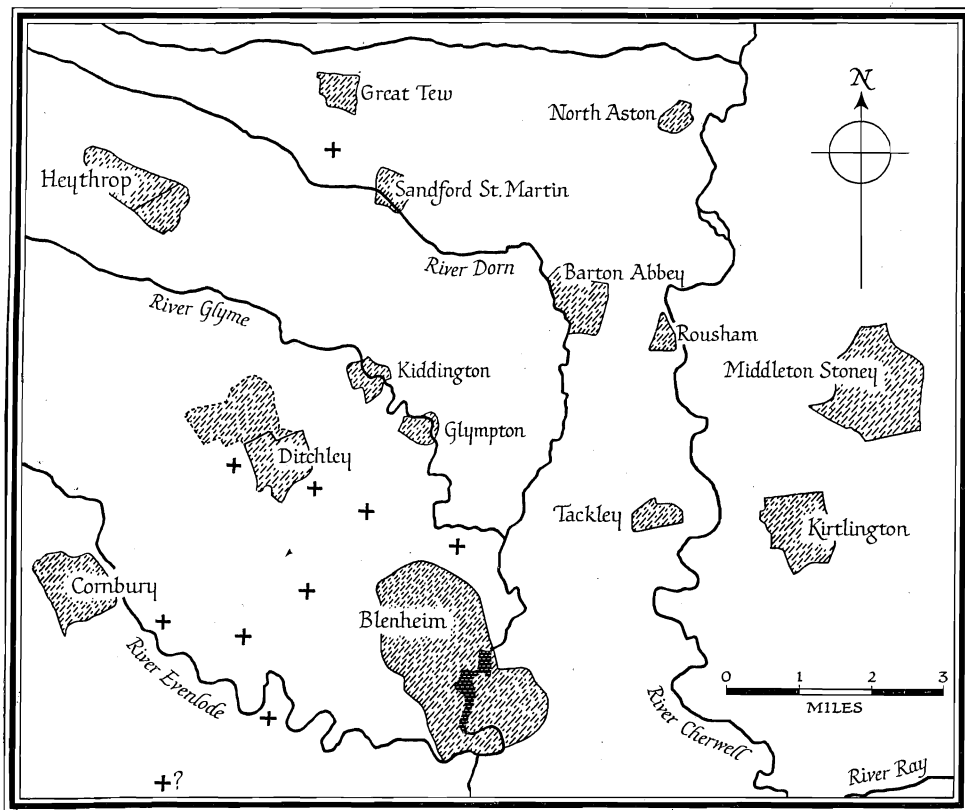 Great Tew
North Aston
N
Heythrop
Sandford St. Martin
River Dorn
Barton Abbey
River Glyme
Rousham
Kiddington
Middleton Stoney
Glympton
Ditchley
Tackley
Kirtlington
Cornbury
Blenheim
River Evenlode
0 1 2 3
MILES
River Cherwell
River Ray
?